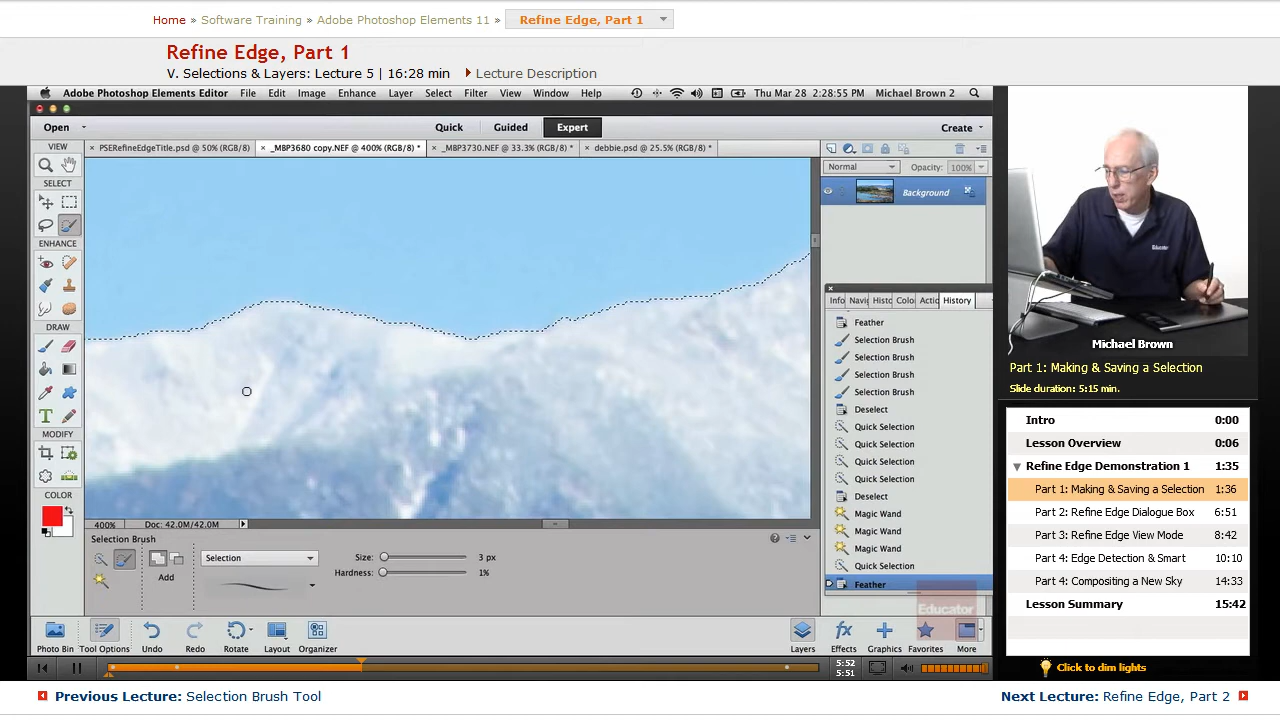 Home » Software Training » Adobe Photoshop Elements 11 » Refine Edge, Part 1
Refine Edge, Part 1
V. Selections & Layers: Lecture 5 | 16:28 min Lecture Description
Adobe Photoshop Elements Editor File Edit Image Enhance Layer Select Filter View Window Help Thu Mar 28 2:28:55 PM Michael Brown 2
Open Quick Guided Expert Create
VIEW
PSERefineEdgeTitle.psd @ 50% (RGB/8) × _MBP3680 copy.NEF @ 400% (RGB/8) * × _MBP3730.NEF @ 33.3% (RGB/8) * × debbie.psd @ 25.5% (RGB/8) *
Normal Opacity: 100%
SELECT
Background
ENHANCE
Info Navi Histo Colo Actio History
DRAW
Feather
Selection Brush
Selection Brush
Selection Brush
Selection Brush
Deselect
Quick Selection
Quick Selection
Quick Selection
Quick Selection
Deselect
Magic Wand
Magic Wand
Magic Wand
Quick Selection
Feather
MODIFY
COLOR
400% Doc: 42.0M/42.0M
Selection Brush
Add
Selection
Size: 3 px
Hardness: 1%
Photo Bin Tool Options Undo Redo Rotate Layout Organizer Layers Effects Graphics Favorites More
Educator
5:52
5:51
Educator
Michael Brown
Part 1: Making & Saving a Selection
Slide duration: 5:15 min.
Intro 0:00
Lesson Overview 0:06
Refine Edge Demonstration 1 1:35
Part 1: Making & Saving a Selection 1:36
Part 2: Refine Edge Dialogue Box 6:51
Part 3: Refine Edge View Mode 8:42
Part 4: Edge Detection & Smart 10:10
Part 4: Compositing a New Sky 14:33
Lesson Summary 15:42
Click to dim lights
Previous Lecture: Selection Brush Tool
Next Lecture: Refine Edge, Part 2